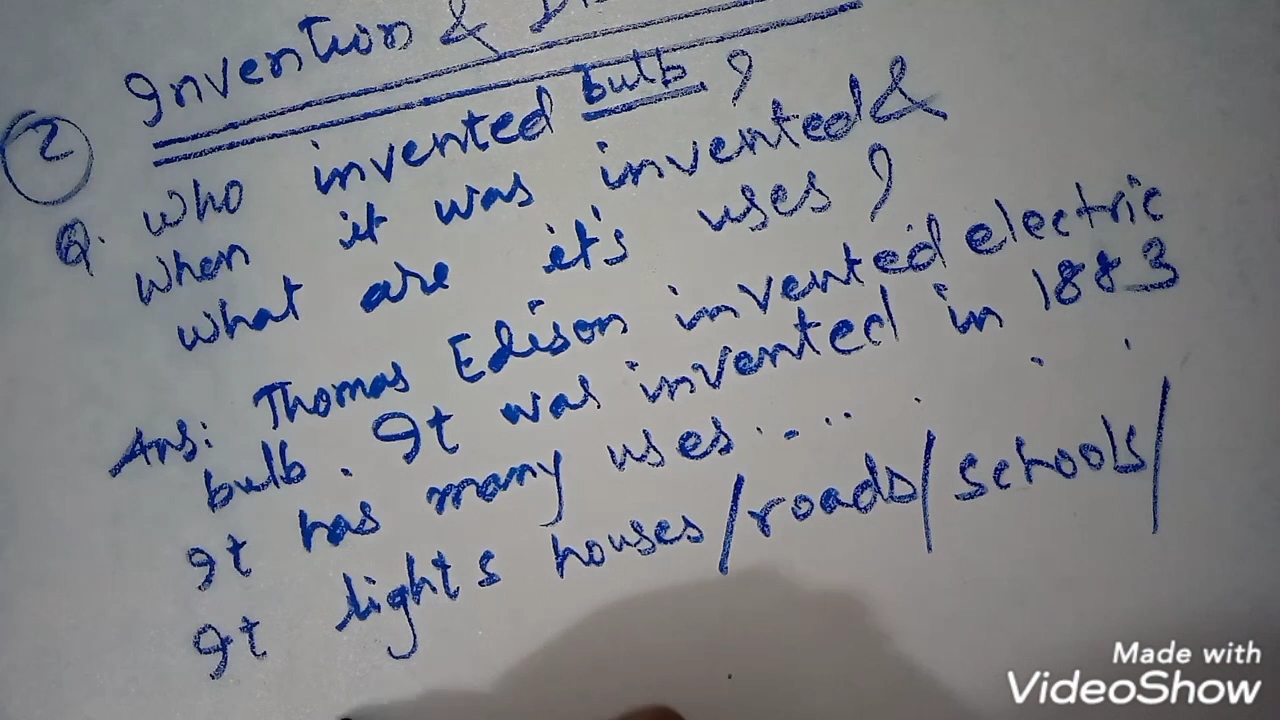 Invention &
2
Q. Who invented bulb?
When it was invented &
what are it's uses?
Ans: Thomas Edison invented electric
bulb. It was invented in 1883
It has many uses.....
It lights houses/roads/schools/
Made with
VideoShow